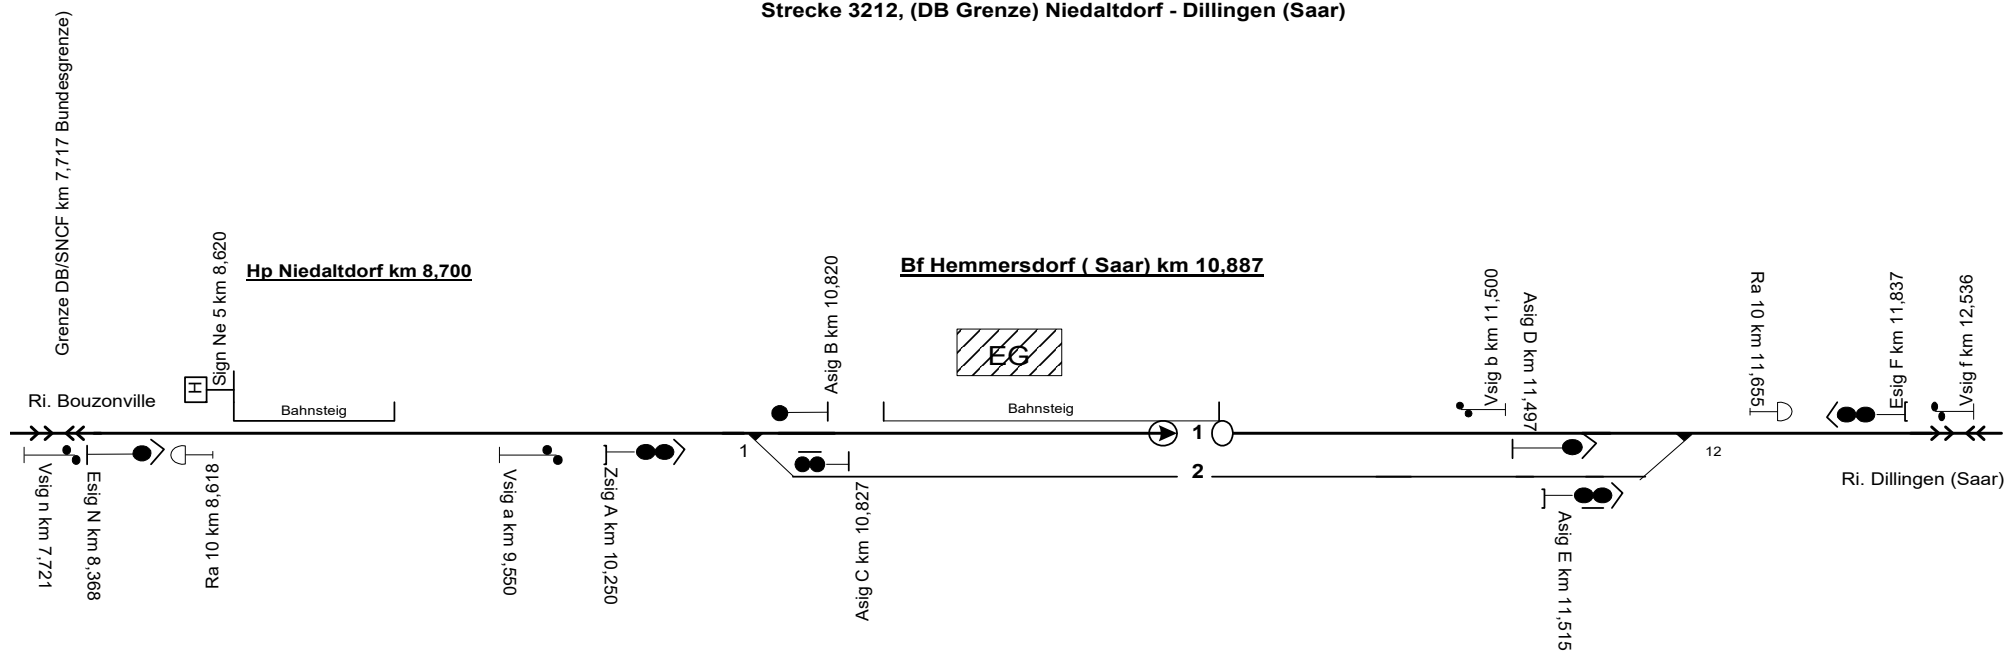 Strecke 3212, (DB Grenze) Niedaltdorf - Dillingen (Saar)
Grenze DB/SNCF km 7,717 Bundesgrenze)
Sign Ne 5 km 8,620
Hp Niedaltdorf km 8,700
Asig B km 10,820
Bf Hemmersdorf ( Saar) km 10,887
EG
Vsig b km 11,500
Asig D km 11,497
Ra 10 km 11,655
Esig F km 11,837
Vsig f km 12,536
Ri. Bouzonville
H
Bahnsteig
Bahnsteig
1
1
12
2
Ri. Dillingen (Saar)
Vsig n km 7,721
Esig N km 8,368
Ra 10 km 8,618
Vsig a km 9,550
Zsig A km 10,250
Asig C km 10,827
Asig E km 11,515